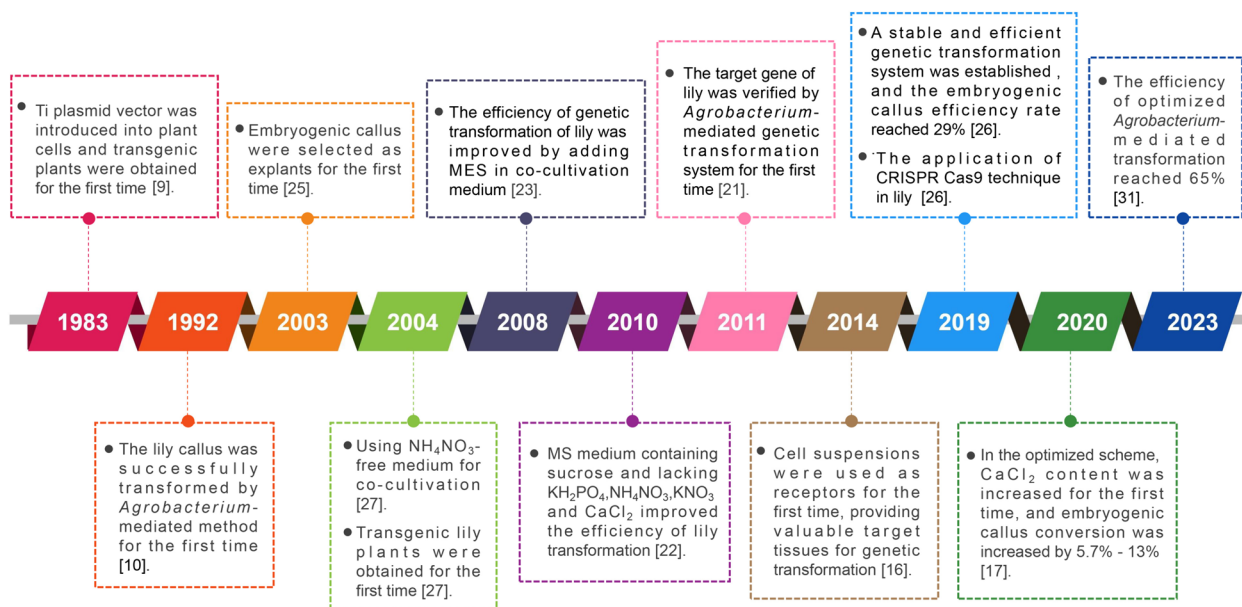 ● Ti plasmid vector was
introduced into plant
cells and transgenic
plants were obtained
for the first time [9].
● Embryogenic callus
were selected as
explants for the first
time [25].
● The efficiency of genetic
transformation of lily was
improved by adding
MES in co-cultivation
medium [23].
● The target gene of
lily was verified by
Agrobacterium-
mediated genetic
transformation
system for the first
time [21].
● A stable and efficient
genetic transformation
system was established ,
and the embryogenic
callus efficiency rate
reached 29% [26].
● The application of
CRISPR Cas9 technique
in lily [26].
● The efficiency
of optimized
Agrobacterium-
mediated
transformation
reached 65%
[31].
1983
1992
2003
2004
2008
2010
2011
2014
2019
2020
2023
● The lily callus was
successfully
transformed by
Agrobacterium-
mediated method
for the first time
[10].
● Using NH₄NO₃-
free medium for
co-cultivation
[27].
● Transgenic lily
plants were
obtained for the
first time [27].
● MS medium containing
sucrose and lacking
KH₂PO₄,NH₄NO₃,KNO₃
and CaCl₂ improved the
efficiency of lily
transformation [22].
● Cell suspensions
were used as
receptors for the
first time, providing
valuable target
tissues for genetic
transformation [16].
● In the optimized scheme,
CaCl₂ content was
increased for the first
time, and embryogenic
callus conversion was
increased by 5.7% - 13%
[17].